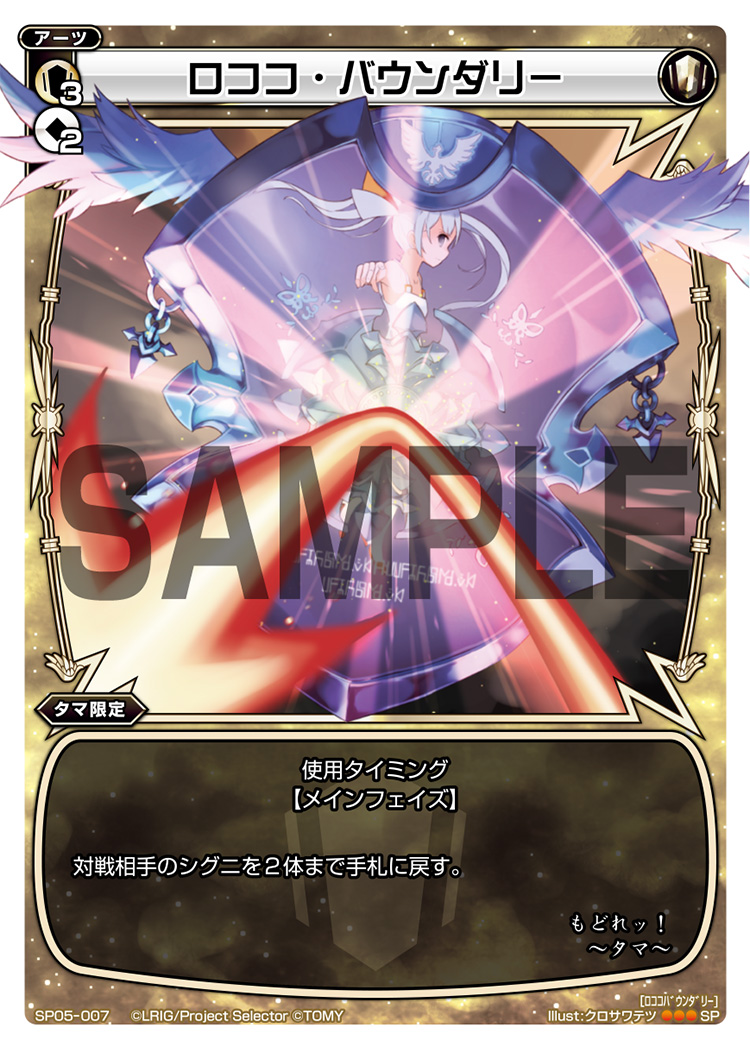 アーツ
3
ロココ・バウンダリー
2
SAMPLE
タマ限定
使用タイミング
【メインフェイズ】
対戦相手のシグニを２体まで手札に戻す。
もどれッ！
～タマ～
[ロココバウンダリー]
SP05-007 ©LRIG/Project Selector ©TOMY Illust:クロサワテツ SP